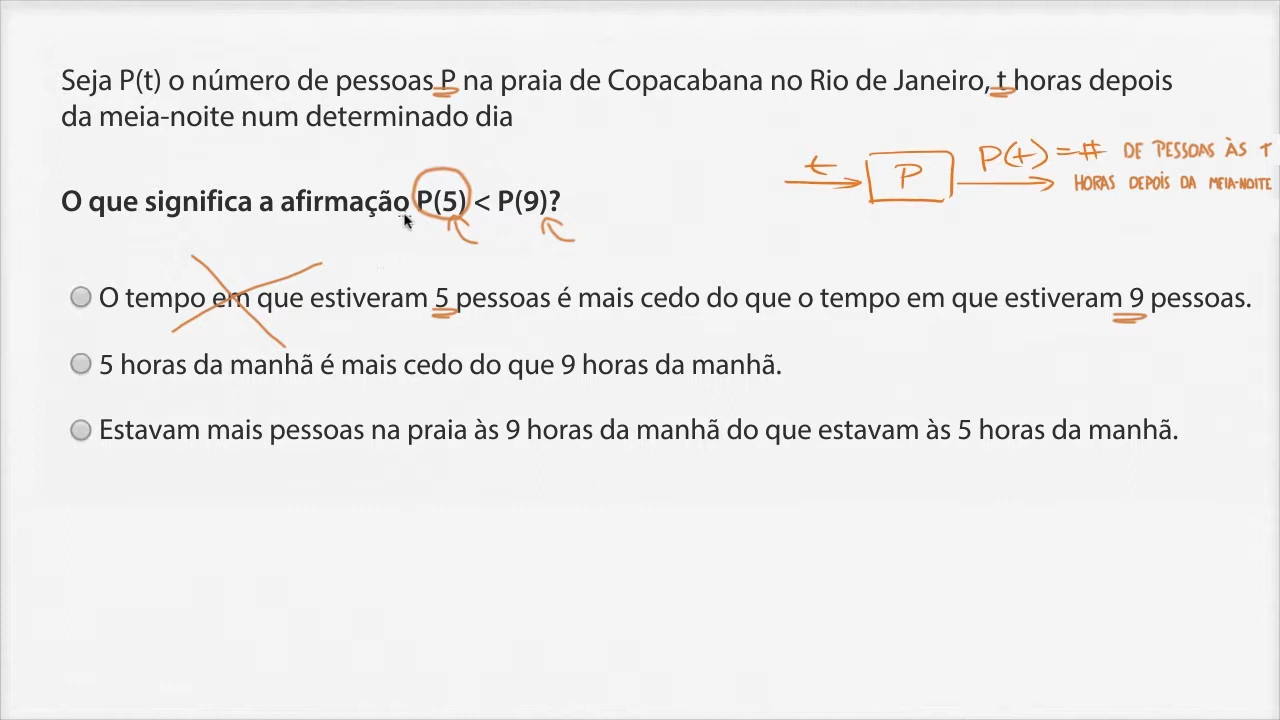 Seja P(t) o número de pessoas P na praia de Copacabana no Rio de Janeiro, t horas depois
da meia-noite num determinado dia
t
P
P(t) = # DE PESSOAS ÀS T
HORAS DEPOIS DA MEIA-NOITE
O que significa a afirmação P(5) < P(9)?
O tempo em que estiveram 5 pessoas é mais cedo do que o tempo em que estiveram 9 pessoas.
5 horas da manhã é mais cedo do que 9 horas da manhã.
Estavam mais pessoas na praia às 9 horas da manhã do que estavam às 5 horas da manhã.